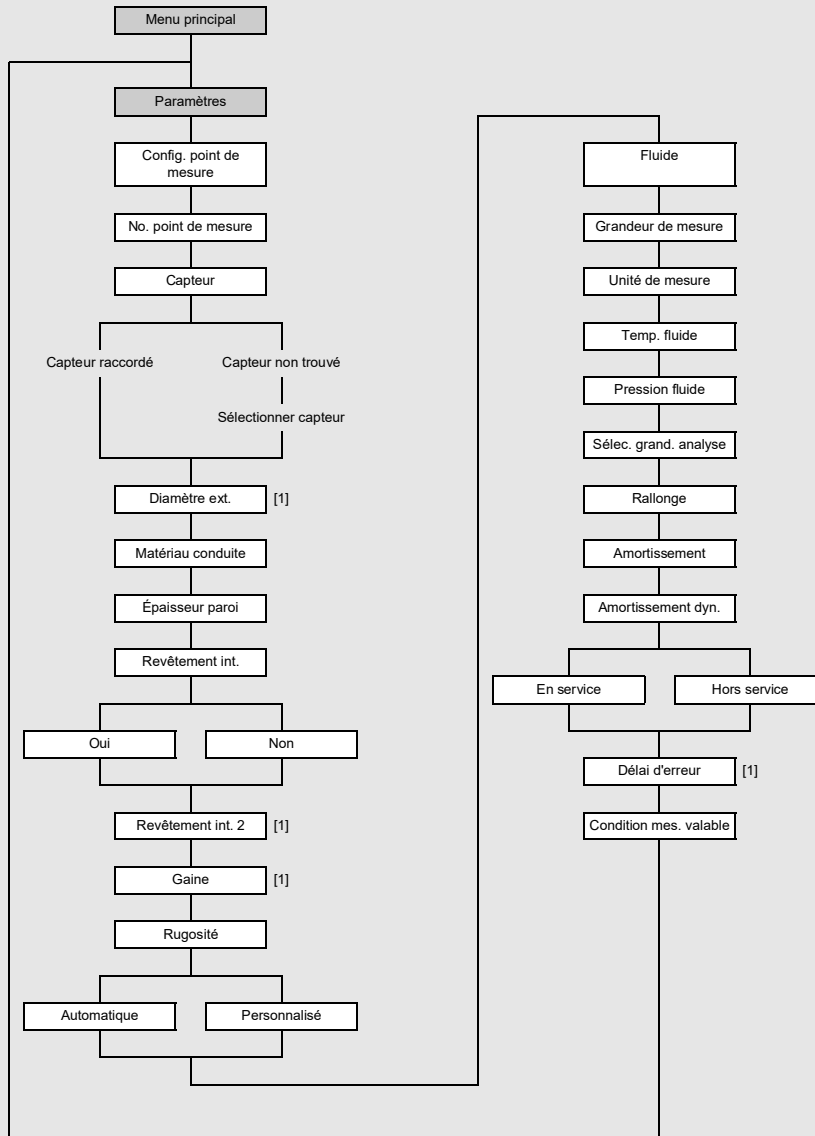 Menu principal
Paramètres
Config. point de
mesure
No. point de mesure
Capteur
Capteur raccordé
Capteur non trouvé
Sélectionner capteur
Diamètre ext. [1]
Matériau conduite
Épaisseur paroi
Revêtement int.
Oui
Non
Revêtement int. 2 [1]
Gaine [1]
Rugosité
Automatique
Personnalisé
Fluide
Grandeur de mesure
Unité de mesure
Temp. fluide
Pression fluide
Sélec. grand. analyse
Rallonge
Amortissement
Amortissement dyn.
En service
Hors service
Délai d'erreur [1]
Condition mes. valable